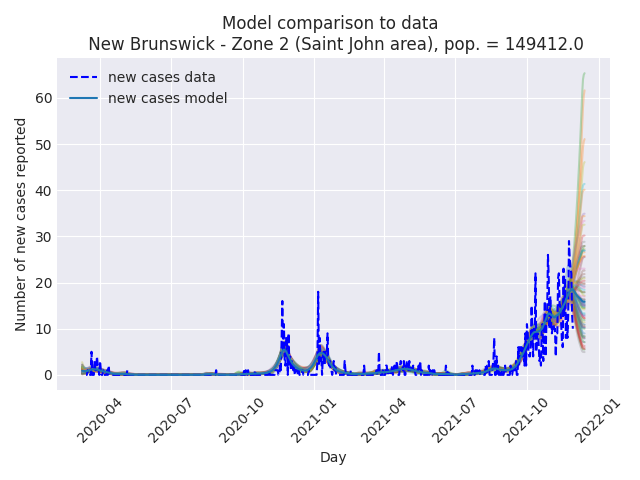 Model comparison to data
New Brunswick - Zone 2 (Saint John area), pop. = 149412.0
new cases data
new cases model
Number of new cases reported
60
50
40
30
20
10
0
2020-04
2020-07
2020-10
2021-01
2021-04
2021-07
2021-10
2022-01
Day